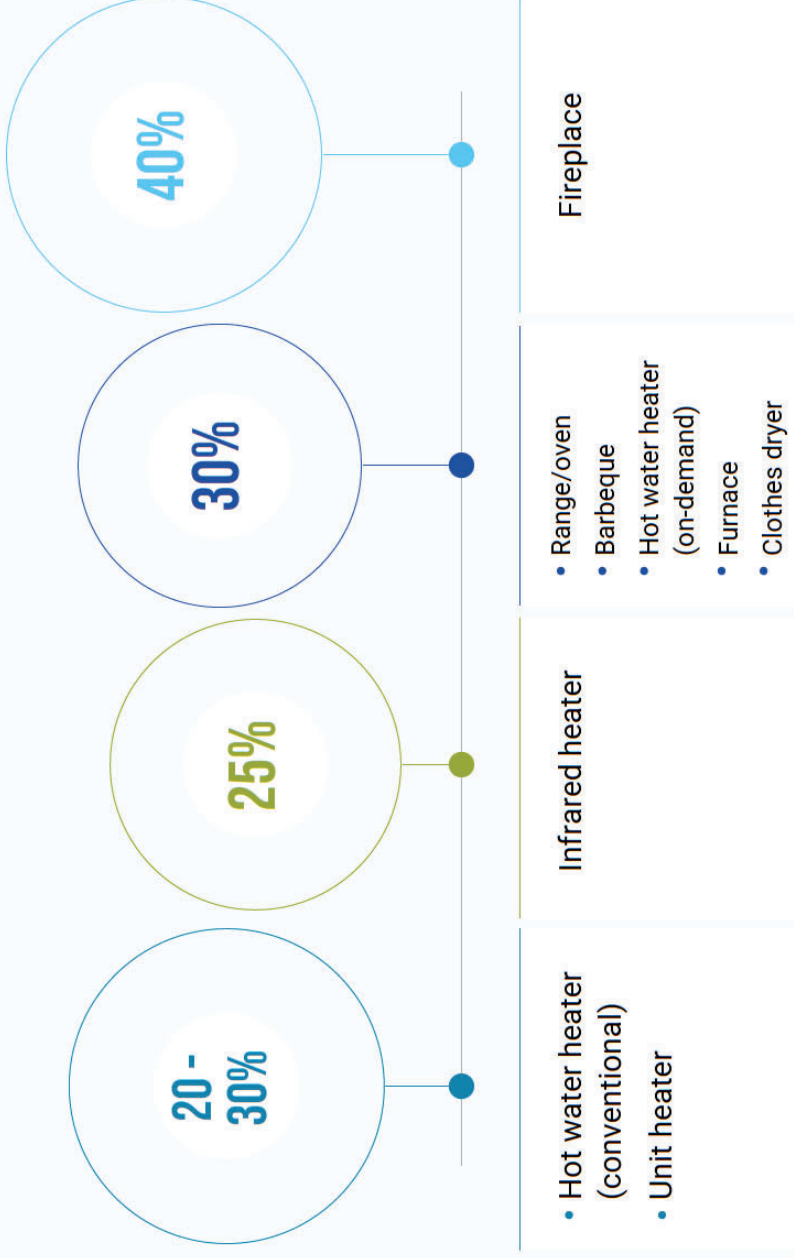 20 -
30%
25%
30%
40%
• Hot water heater
(conventional)
• Unit heater
Infrared heater
• Range/oven
• Barbeque
• Hot water heater
(on-demand)
• Furnace
• Clothes dryer
Fireplace